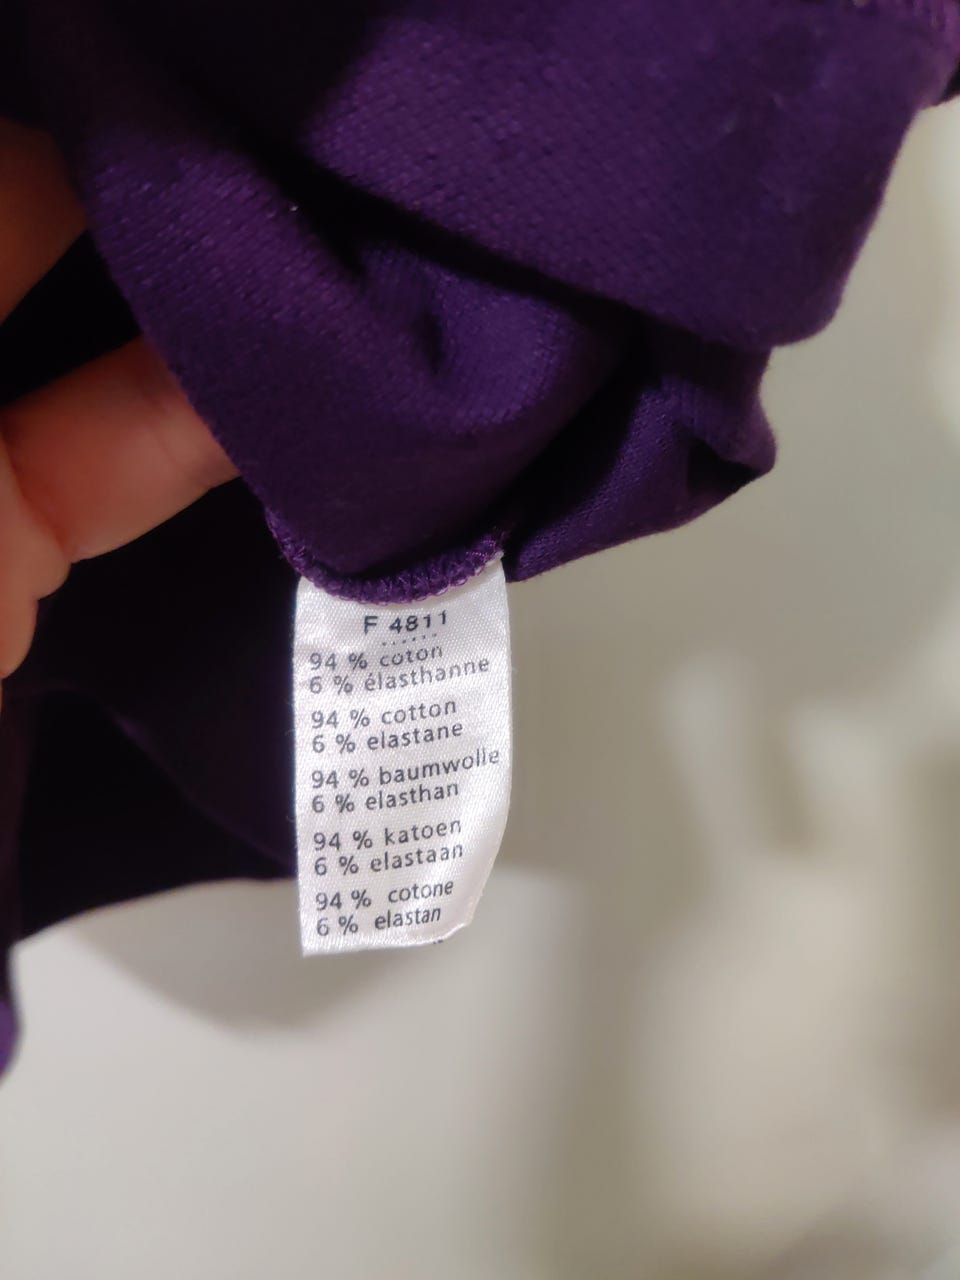 F 4811
94 % coton
6 % élasthanne
94 % cotton
6 % elastane
94 % baumwolle
6 % elasthan
94 % katoen
6 % elastaan
94 % cotone
6 % elastan